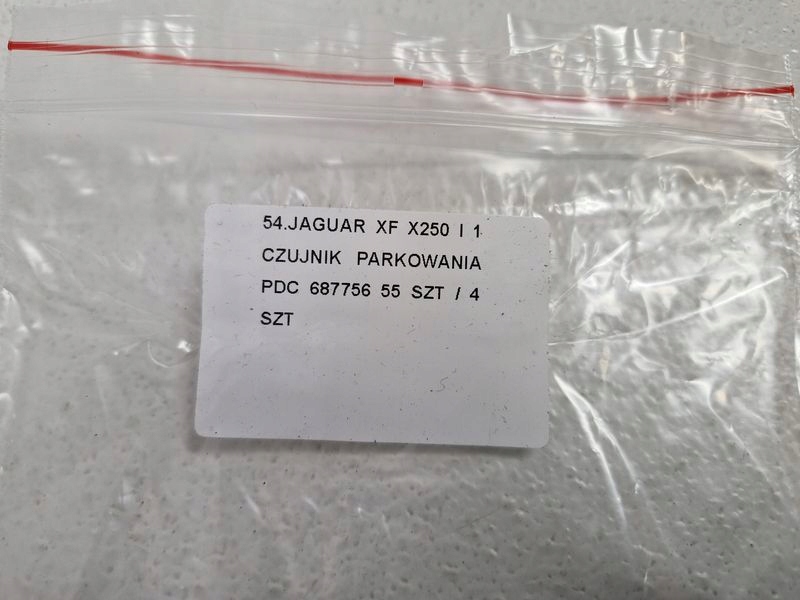 54.JAGUAR XF X250 I 1
CZUJNIK PARKOWANIA
PDC 687756 55 SZT / 4
SZT